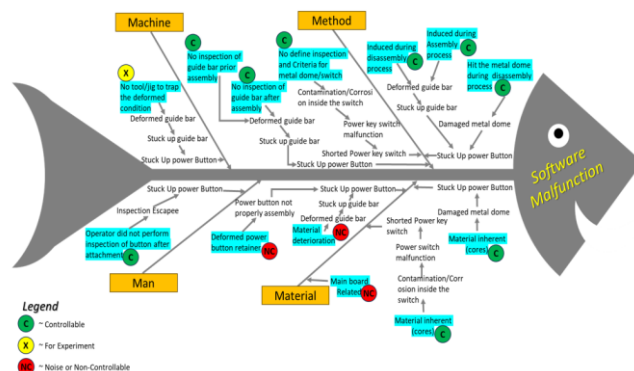 Machine
Method
C
No inspection of
guide bar prior
assembly
X
No tool/jig to trap
the deformed
condition
Deformed guide bar
Stuck up guide bar
Stuck Up power Button
C
No inspection of
guide bar after
assembly
Deformed guide bar
Stuck up guide bar
Stuck Up power Button
C
No define inspection
and Criteria for
metal dome/switch
Contamination/Corrosi
on inside the switch
Power key switch
malfunction
Shorted Power key switch
Induced during
disassembly
process
C
Induced during
Assembly
process
C
Deformed guide bar
Stuck up guide bar
Hit the metal dome
during disassembly
process
C
Damaged metal dome
Stuck Up power Button
Software
Malfunction
Stuck Up power Button
Inspection Escapee
Operator did not perform
inspection of button after
attachment
C
Man
Stuck Up power Button
Power button not
properly assembly
Deformed power
button retainer
NC
Stuck up guide bar
Deformed guide bar
Material
deterioration
NC
Main board
Related
NC
Material
Stuck Up power Button
Shorted Power key
switch
Power switch
malfunction
Contamination/Corr
osion inside the
switch
Material inherent
(cores)
C
Damaged metal dome
Material inherent
(cores)
C
Legend
C ~ Controllable
X ~ For Experiment
NC ~ Noise or Non-Controllable